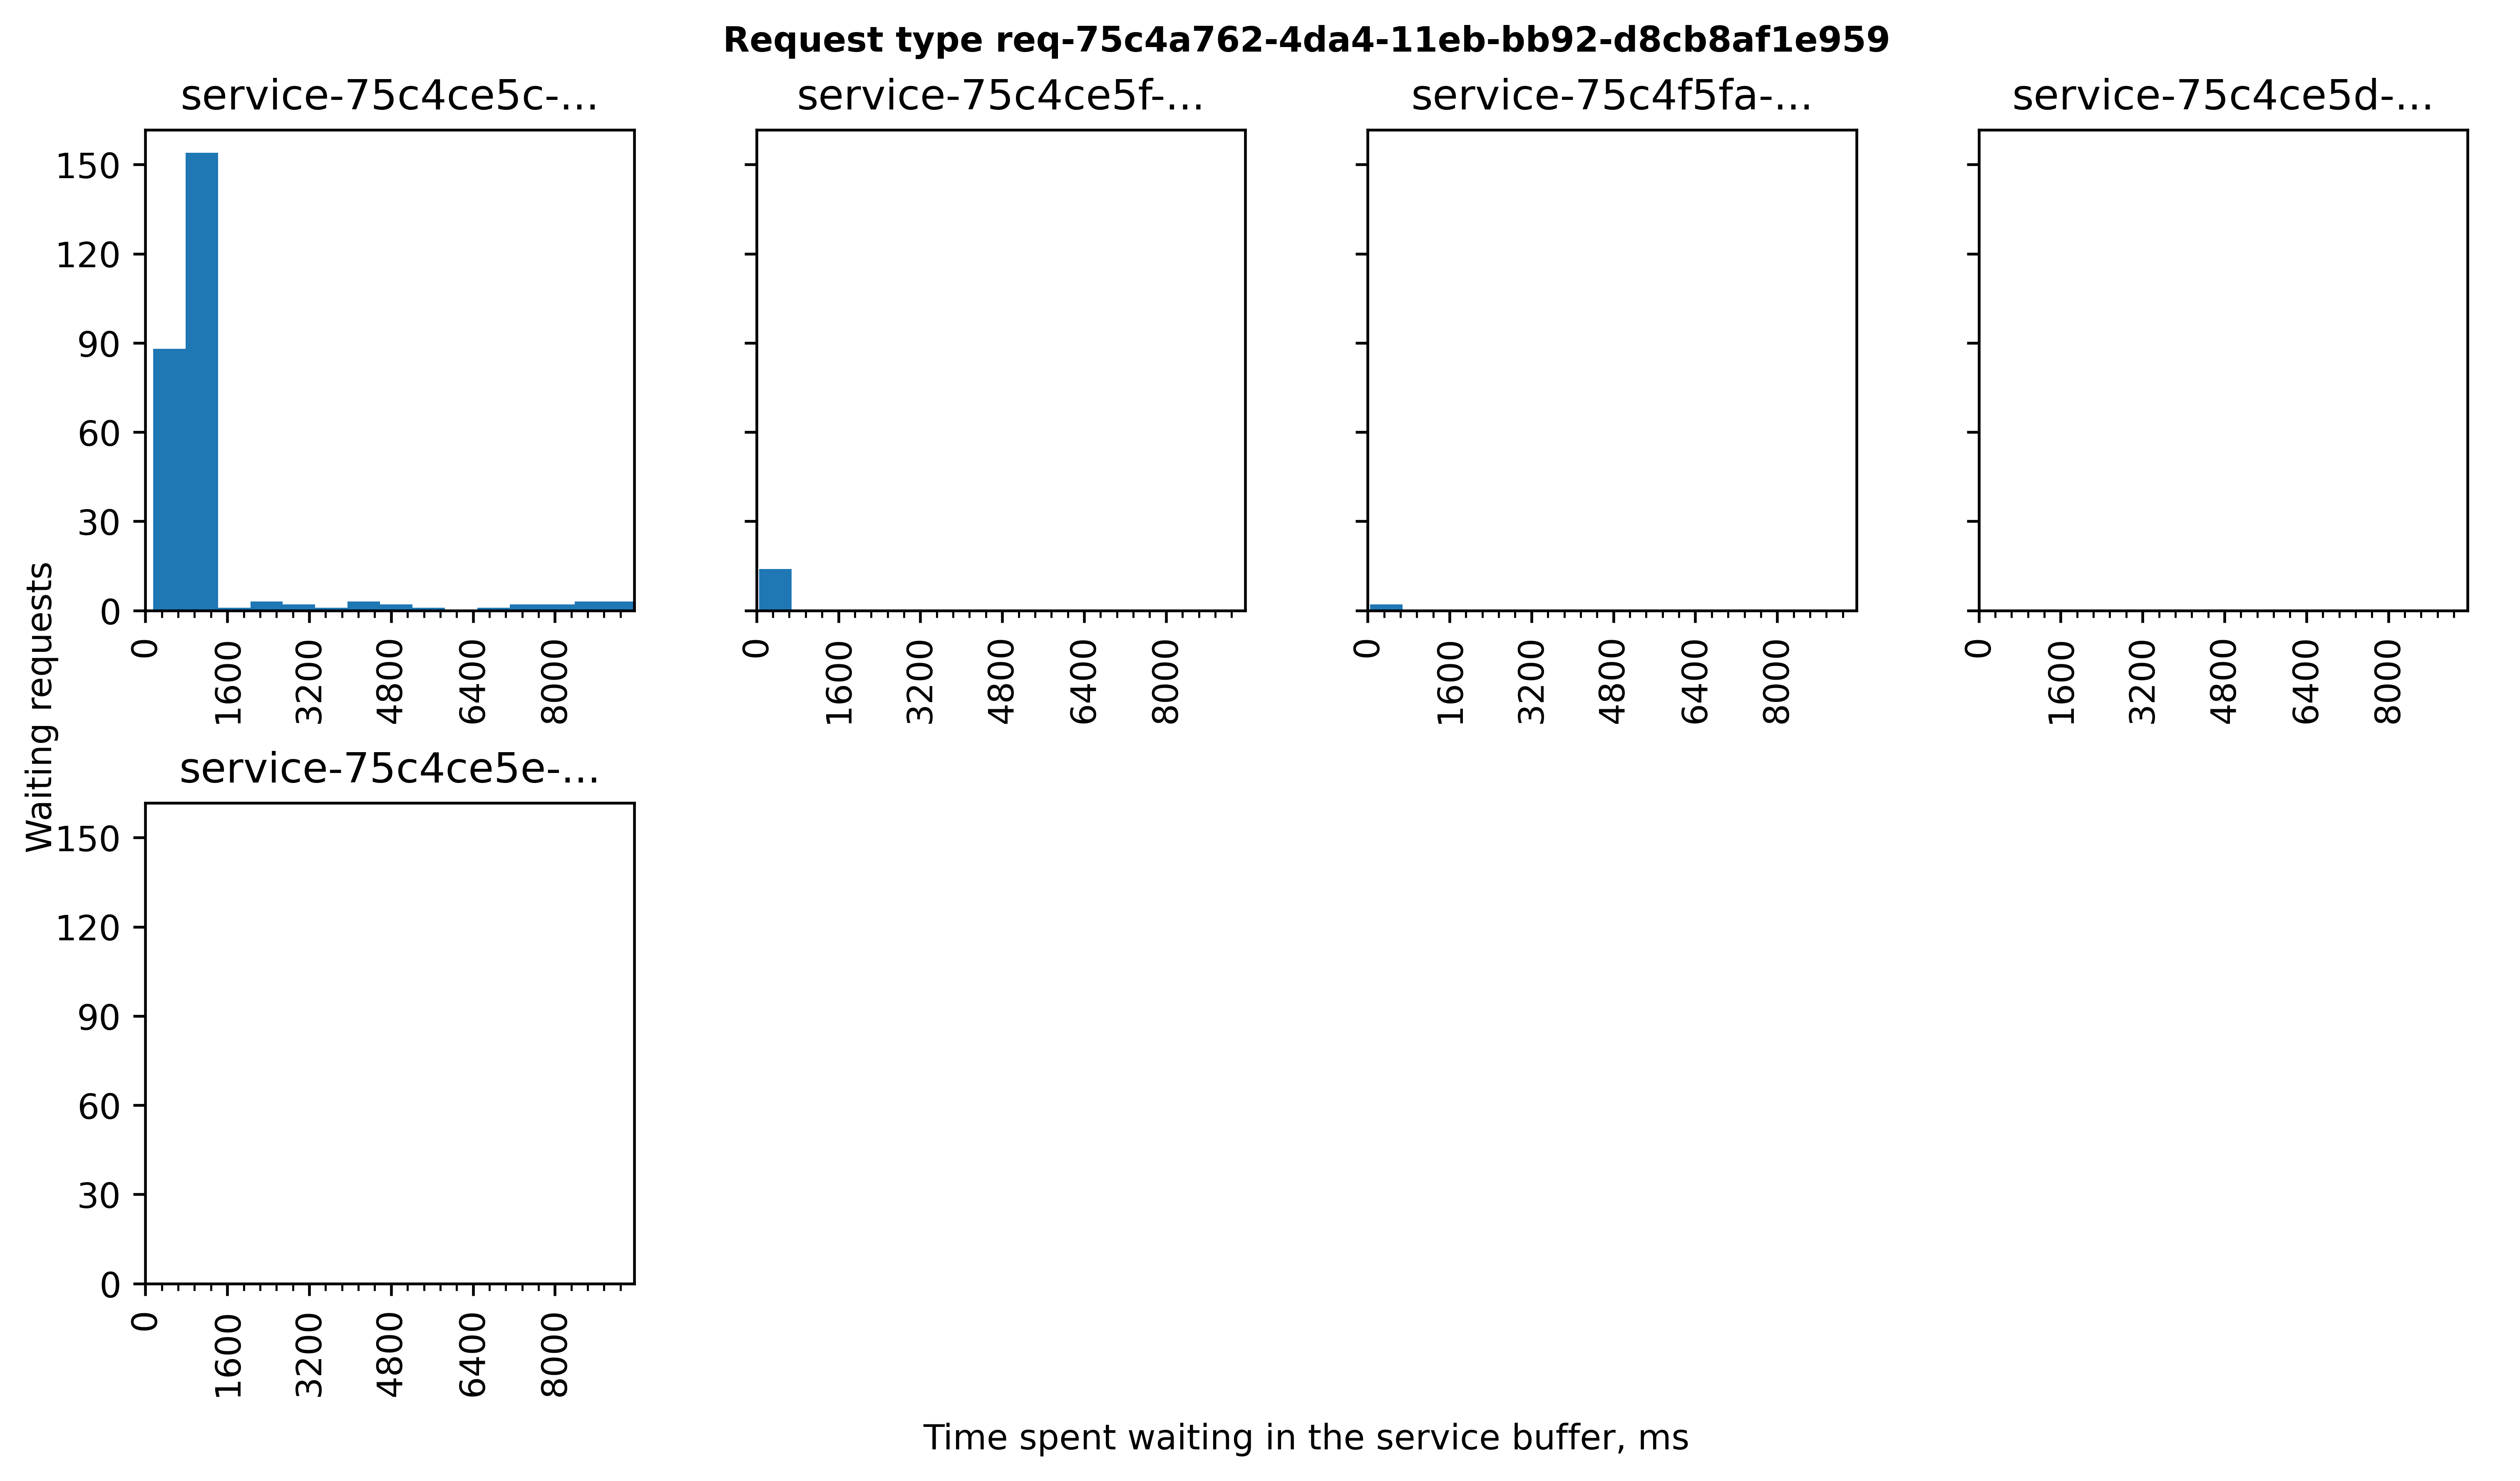 Request type req-75c4a762-4da4-11eb-bb92-d8cb8af1e959
service-75c4ce5c-...
service-75c4ce5f-...
service-75c4f5fa-...
service-75c4ce5d-...
150
120
90
60
30
0
0 1600 3200 4800 6400 8000
0 1600 3200 4800 6400 8000
0 1600 3200 4800 6400 8000
0 1600 3200 4800 6400 8000
Waiting requests
service-75c4ce5e-...
150
120
90
60
30
0
0 1600 3200 4800 6400 8000
Time spent waiting in the service buffer, ms